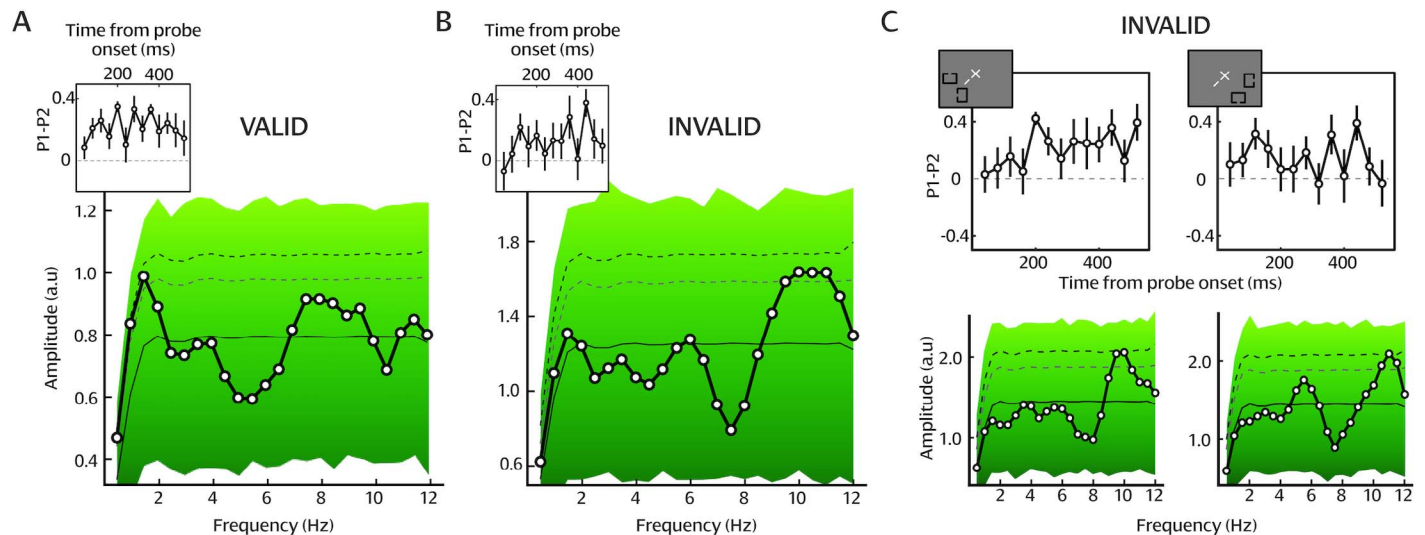 A
Time from probe
onset (ms)
200 400
P1-P2
0.4
0
VALID
Amplitude (a.u)
1.2
1.0
0.8
0.6
0.4
0 2 4 6 8 10 12
Frequency (Hz)
B
Time from probe
onset (ms)
200 400
P1-P2
0.4
0
INVALID
1.8
1.4
1.0
0.6
0 2 4 6 8 10 12
Frequency (Hz)
C
INVALID
P1-P2
0.4
0
-0.4
200 400
0.4
0
-0.4
200 400
Time from probe onset (ms)
Amplitude (a.u)
2.0
1.0
0 2 4 6 8 10 12
2.0
1.0
0 2 4 6 8 10 12
Frequency (Hz)